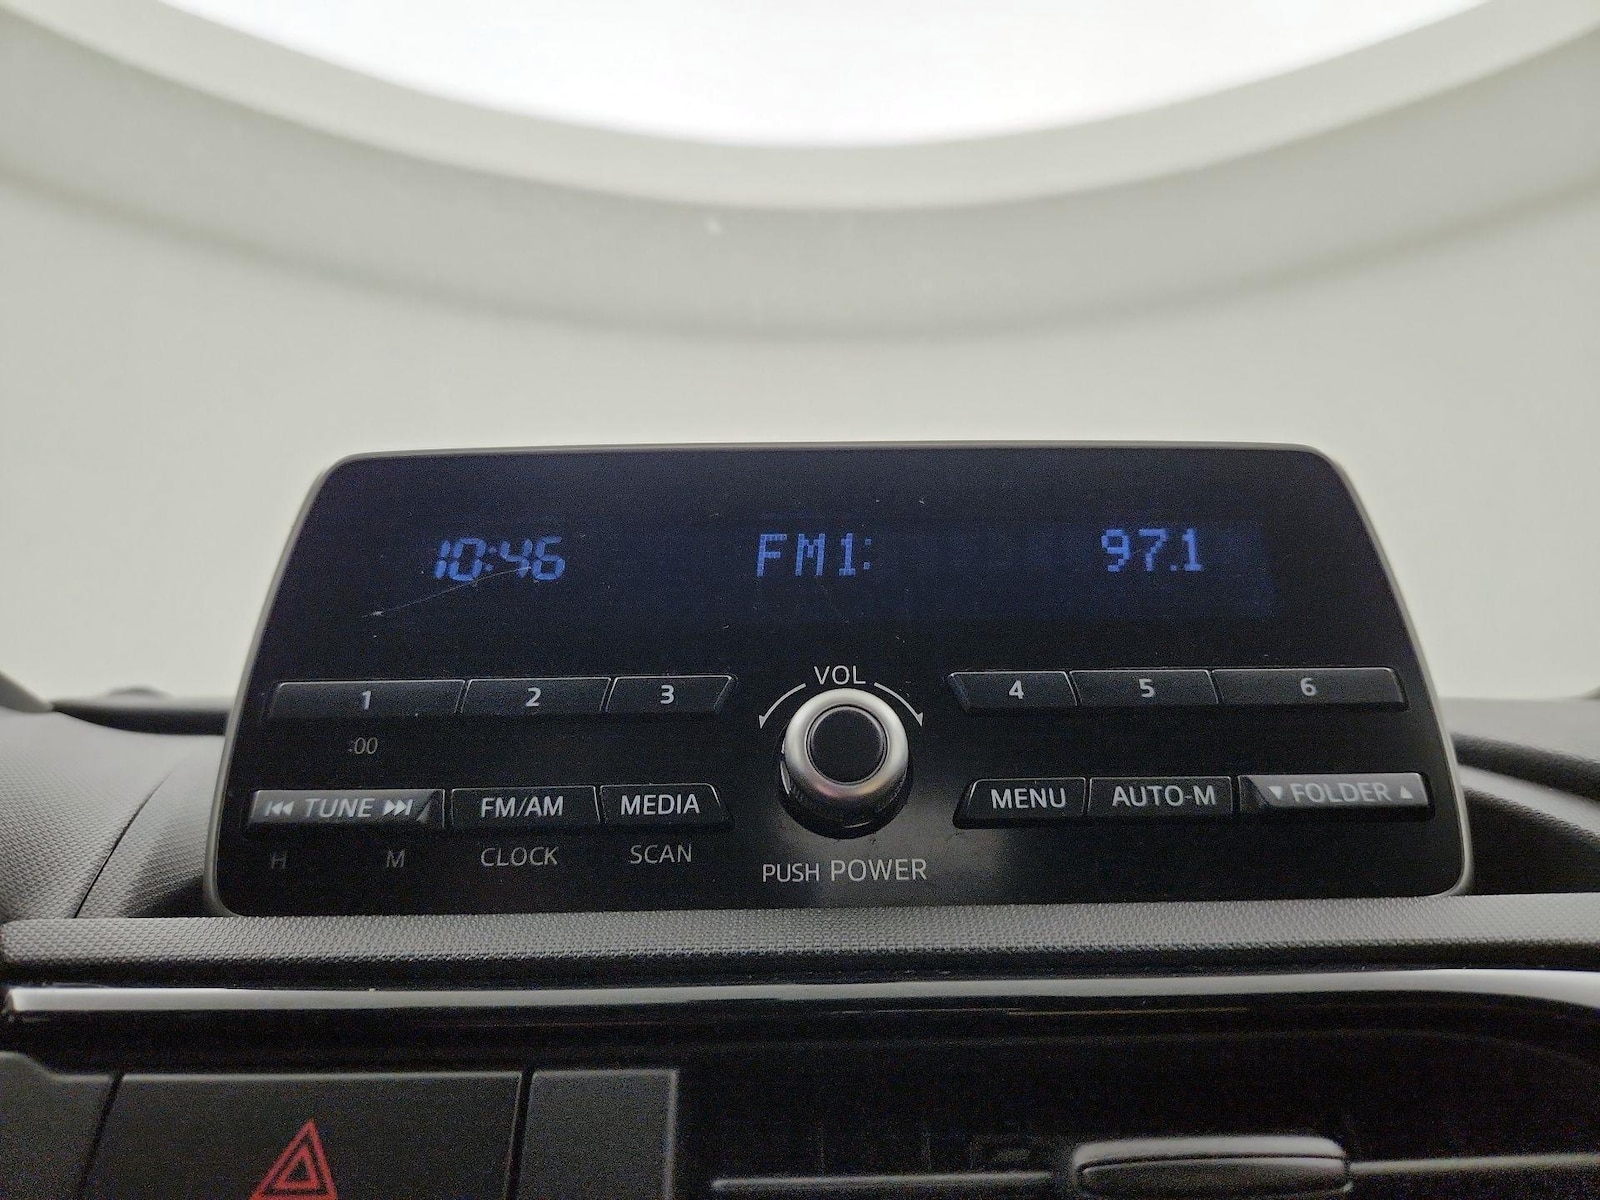 10:46 FM1: 97.1
VOL
1 2 3 4 5 6
:00
TUNE FM/AM MEDIA MENU AUTO-M FOLDER
H M CLOCK SCAN
PUSH POWER